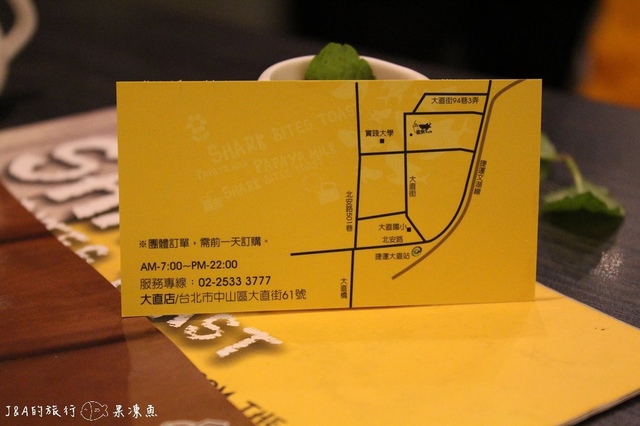 SHARK BITES TOAST
PAPAYA MILK
SHARK BITES
※團體訂單，需前一天訂購。
AM-7:00~PM-22:00
服務專線：02-2533 3777
大直店/台北市中山區大直街61號
大直街94巷3弄
實踐大學
捷運文湖線
大直街
北安路501巷
大直國小
北安路
捷運大直站
大直橋
FROM THE
J&A的旅行 果凍魚